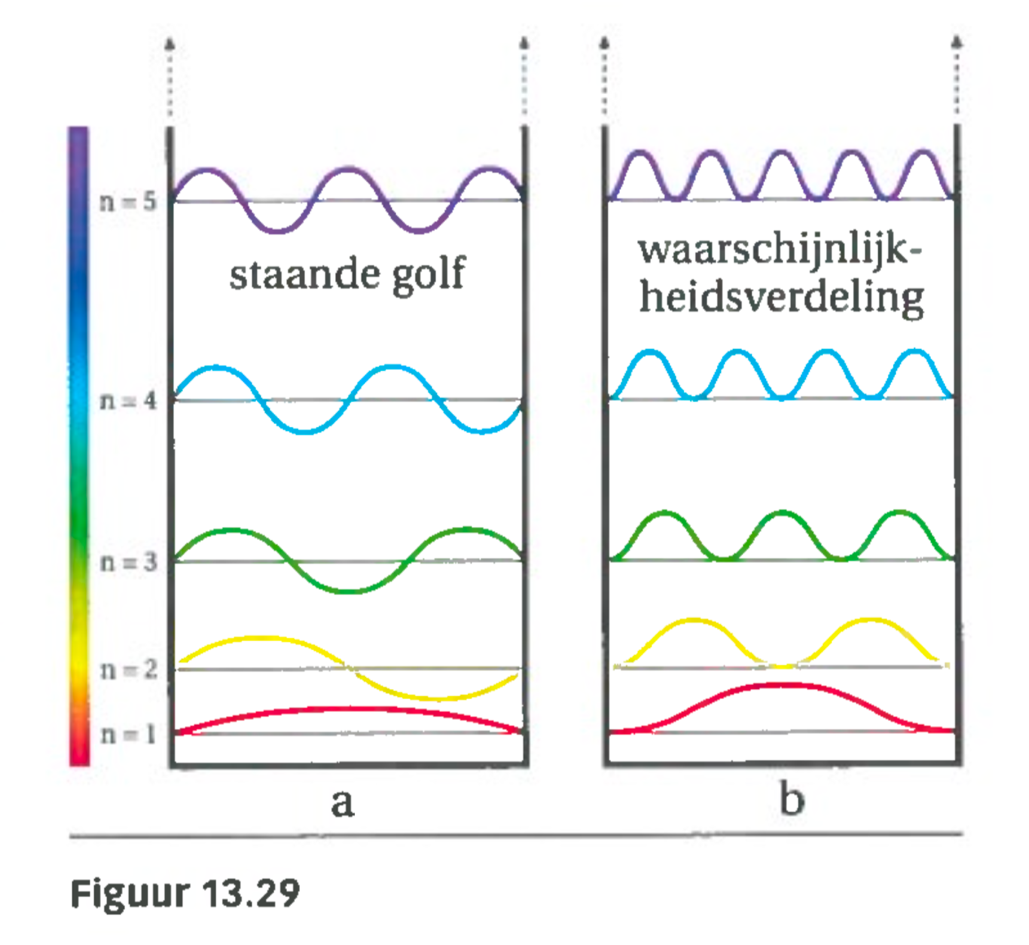 n = 5
staande golf
waarschijnlijk-
heidsverdeling
n = 4
n = 3
n = 2
n = 1
a
b
Figuur 13.29